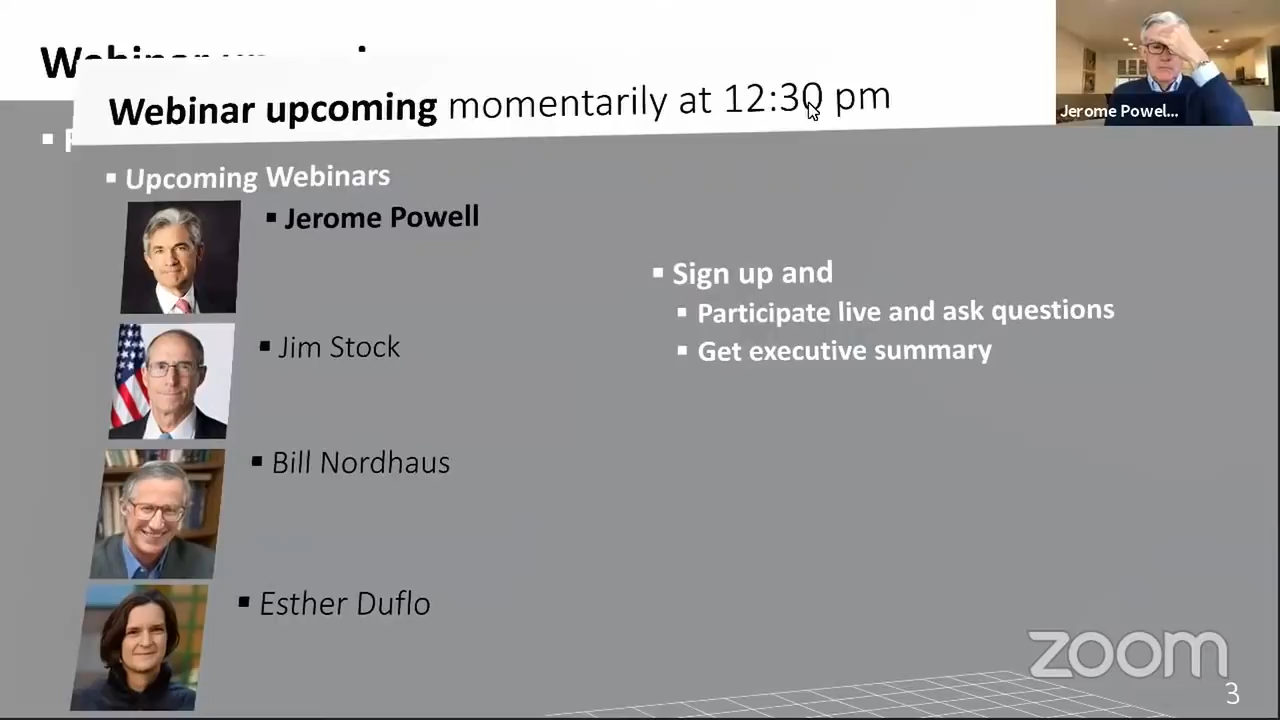 Webinar upcoming momentarily at 12:30 pm
Jerome Powel...
Upcoming Webinars
Jerome Powell
Sign up and
Participate live and ask questions
Get executive summary
Jim Stock
Bill Nordhaus
Esther Duflo
zoom
3